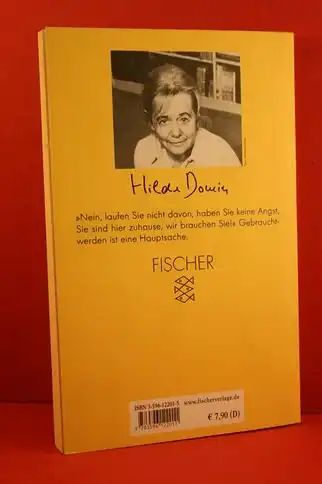 Hilde Domin
»Nein, laufen Sie nicht davon, haben Sie keine Angst,
Sie sind hier zuhause, wir brauchen Sie!« Gebraucht-
werden ist eine Hauptsache.
FISCHER
ISBN 3-596-12201-5
www.fischerverlage.de
€ 7,90 (D)